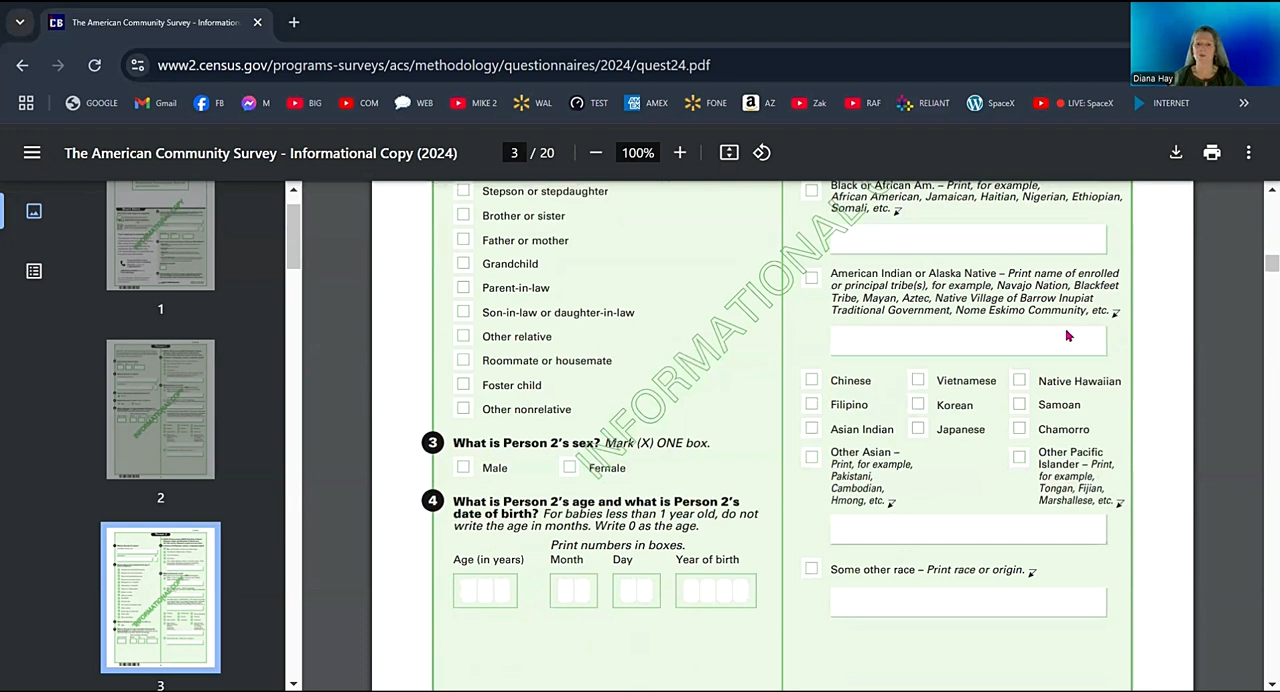 CB The American Community Survey - Information
www2.census.gov/programs-surveys/acs/methodology/questionnaires/2024/quest24.pdf
GOOGLE Gmail FB M BIG COM WEB MIKE 2 WAL TEST AMEX FONE AZ Zak RAF RELIANT SpaceX LIVE: SpaceX INTERNET
Diana Hay
The American Community Survey - Informational Copy (2024)
3 / 20
100%
1
2
3
Stepson or stepdaughter
Brother or sister
Father or mother
Grandchild
Parent-in-law
Son-in-law or daughter-in-law
Other relative
Roommate or housemate
Foster child
Other nonrelative
3 What is Person 2's sex? Mark (X) ONE box.
Male Female
4 What is Person 2's age and what is Person 2's
date of birth? For babies less than 1 year old, do not
write the age in months. Write 0 as the age.
Print numbers in boxes.
Age (in years) Month Day Year of birth
Black or African Am. – Print, for example,
African American, Jamaican, Haitian, Nigerian, Ethiopian,
Somali, etc.
American Indian or Alaska Native – Print name of enrolled
or principal tribe(s), for example, Navajo Nation, Blackfeet
Tribe, Mayan, Aztec, Native Village of Barrow Inupiat
Traditional Government, Nome Eskimo Community, etc.
Chinese Vietnamese Native Hawaiian
Filipino Korean Samoan
Asian Indian Japanese Chamorro
Other Asian –
Print, for example,
Pakistani,
Cambodian,
Hmong, etc.
Other Pacific
Islander – Print,
for example,
Tongan, Fijian,
Marshallese, etc.
Some other race – Print race or origin.
INFORMATIONAL